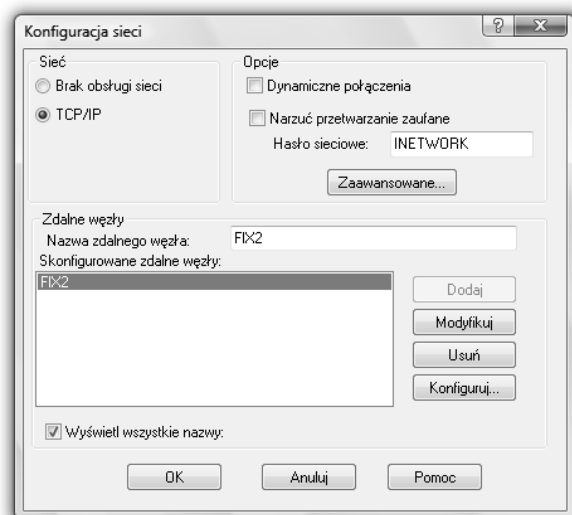 Konfiguracja sieci
Sieć
Brak obsługi sieci
TCP/IP
Opcje
Dynamiczne połączenia
Narzuć przetwarzanie zaufane
Hasło sieciowe: INETWORK
Zaawansowane...
Zdalne węzły
Nazwa zdalnego węzła: FIX2
Skonfigurowane zdalne węzły:
FIX2
Dodaj
Modyfikuj
Usuń
Konfiguruj...
Wyświetl wszystkie nazwy:
OK Anuluj Pomoc